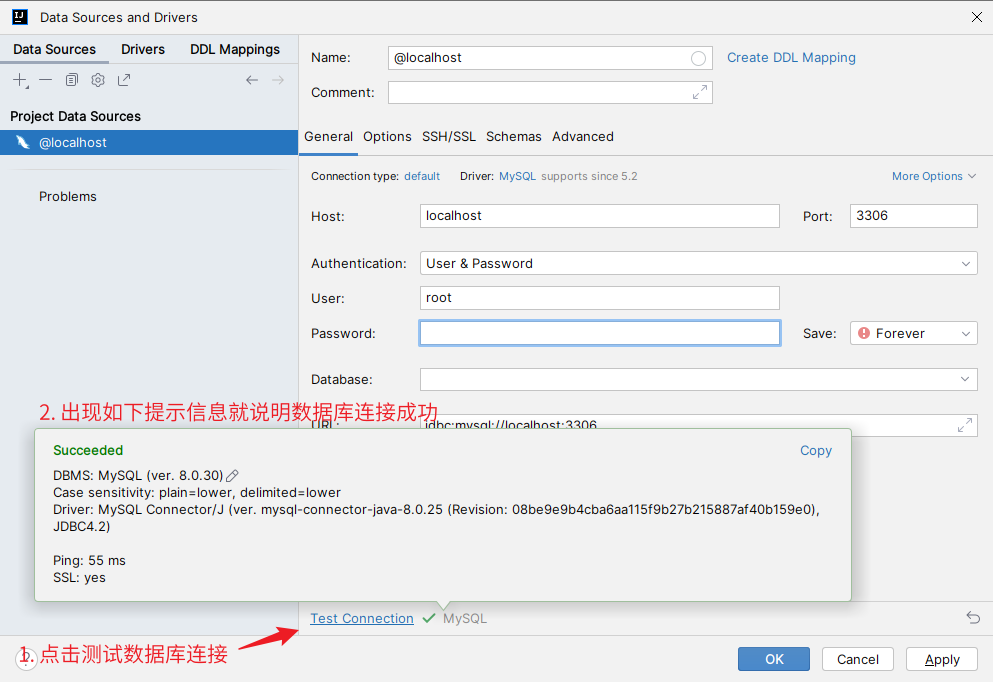 Data Sources and Drivers
Data Sources Drivers DDL Mappings
Project Data Sources
@localhost
Problems
Name: @localhost Create DDL Mapping
Comment:
General Options SSH/SSL Schemas Advanced
Connection type: default Driver: MySQL supports since 5.2 More Options
Host: localhost Port: 3306
Authentication: User & Password
User: root
Password: Save: Forever
Database:
2. 出现如下提示信息就说明数据库连接成功
URL: jdbc:mysql://localhost:3306
Succeeded Copy
DBMS: MySQL (ver. 8.0.30)
Case sensitivity: plain=lower, delimited=lower
Driver: MySQL Connector/J (ver. mysql-connector-java-8.0.25 (Revision: 08be9e9b4cba6aa115f9b27b215887af40b159e0),
JDBC4.2)
Ping: 55 ms
SSL: yes
Test Connection MySQL
1. 点击测试数据库连接
OK Cancel Apply